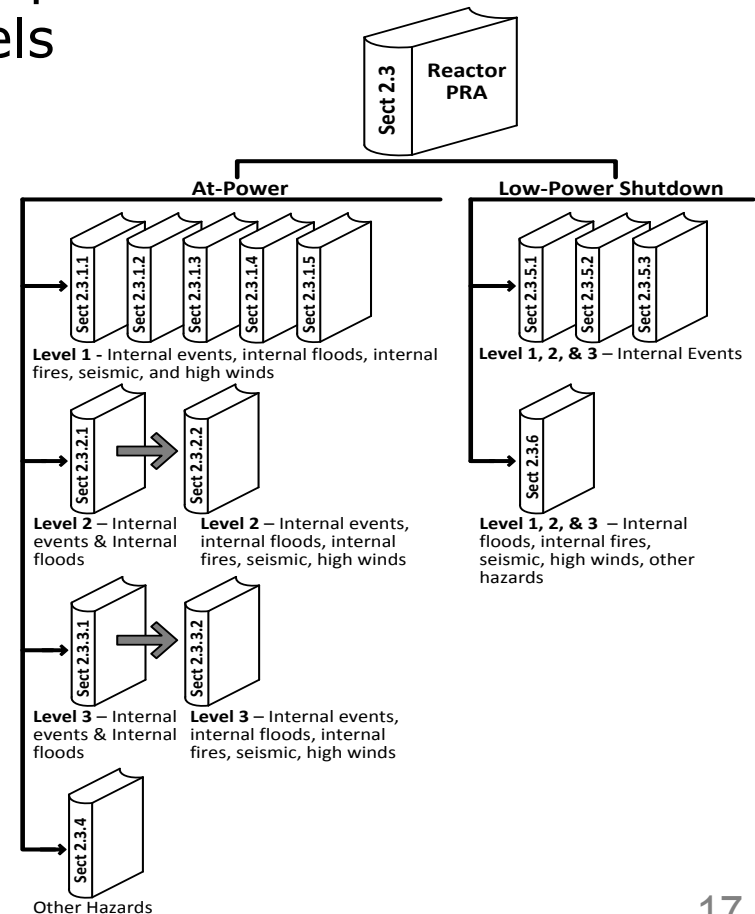 els
Sect 2.3
Reactor
PRA
At-Power
Low-Power Shutdown
Sect 2.3.1.1
Sect 2.3.1.2
Sect 2.3.1.3
Sect 2.3.1.4
Sect 2.3.1.5
Level 1 - Internal events, internal floods, internal
fires, seismic, and high winds
Sect 2.3.5.1
Sect 2.3.5.2
Sect 2.3.5.3
Level 1, 2, & 3 – Internal Events
Sect 2.3.2.1
Sect 2.3.2.2
Level 2 – Internal
events & Internal
floods
Level 2 – Internal events,
internal floods, internal
fires, seismic, high winds
Sect 2.3.6
Level 1, 2, & 3 – Internal
floods, internal fires,
seismic, high winds, other
hazards
Sect 2.3.3.1
Sect 2.3.3.2
Level 3 – Internal
events & Internal
floods
Level 3 – Internal events,
internal floods, internal
fires, seismic, high winds
Sect 2.3.4
Other Hazards
17